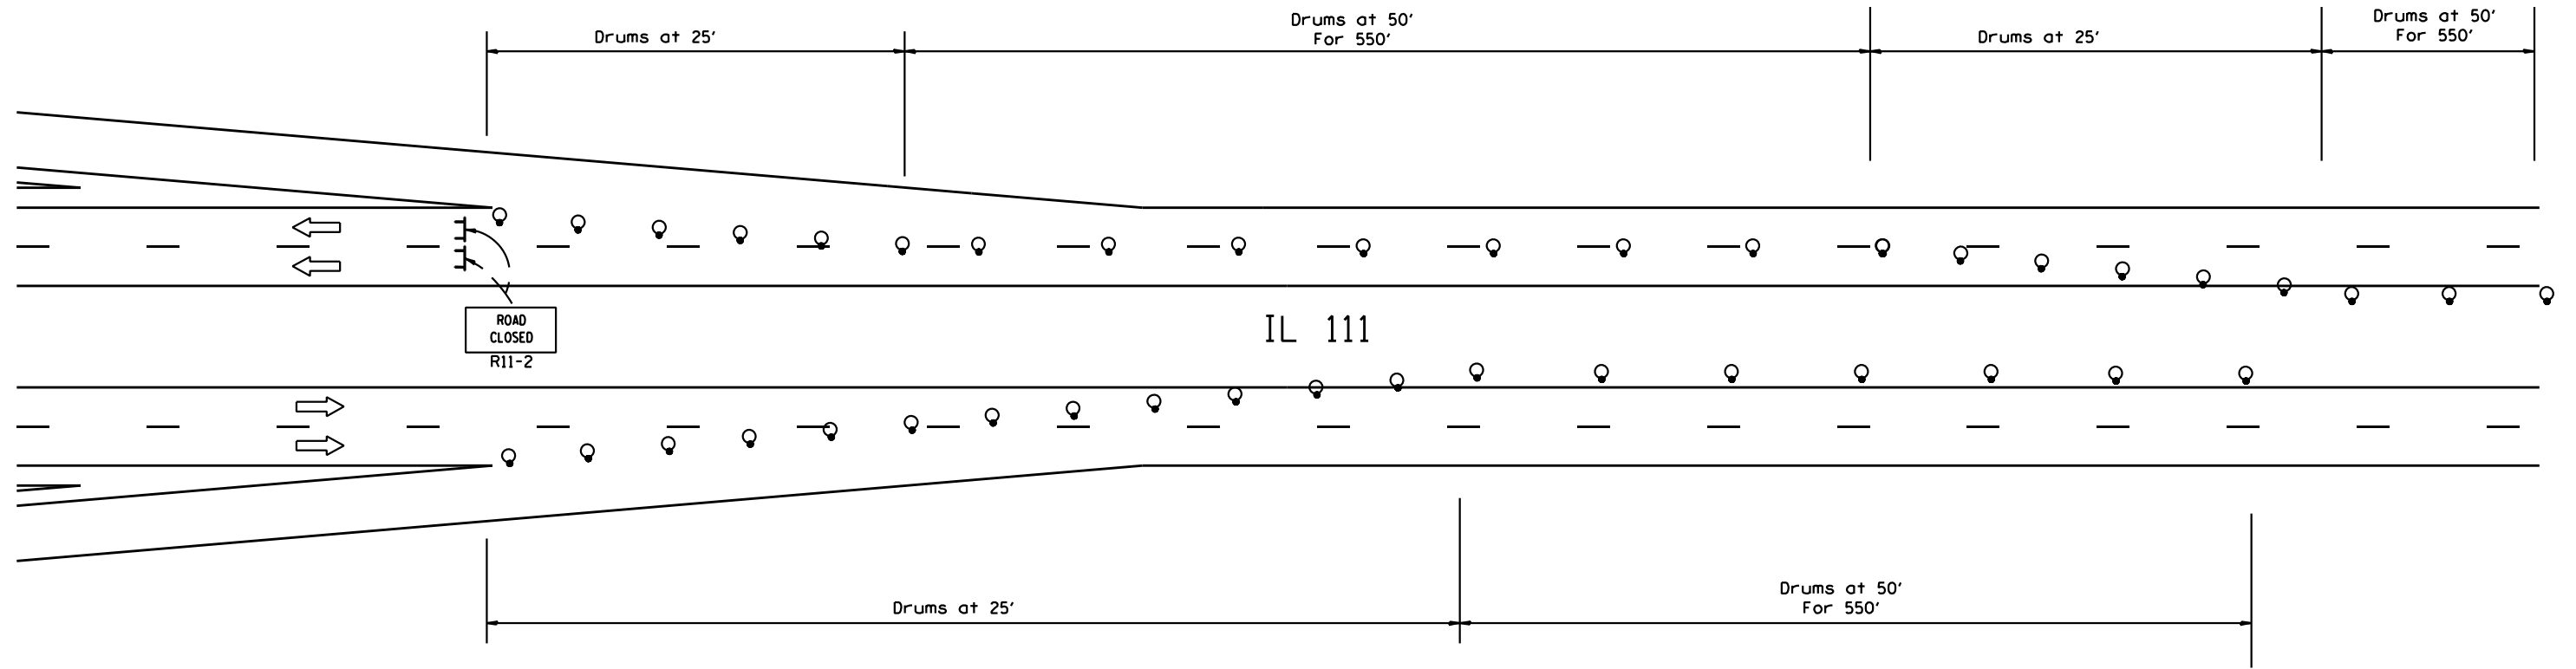 Drums at 25'
Drums at 50'
For 550'
Drums at 25'
Drums at 50'
For 550'
ROAD
CLOSED
R11-2
IL 111
Drums at 25'
Drums at 50'
For 550'